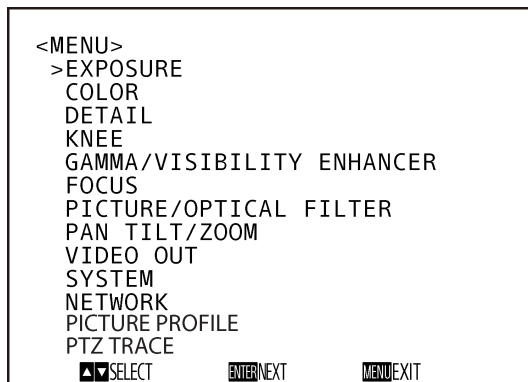 <MENU>
>EXPOSURE
COLOR
DETAIL
KNEE
GAMMA/VISIBILITY ENHANCER
FOCUS
PICTURE/OPTICAL FILTER
PAN TILT/ZOOM
VIDEO OUT
SYSTEM
NETWORK
PICTURE PROFILE
PTZ TRACE
▲▼SELECT ENTERNEXT MENUEXIT